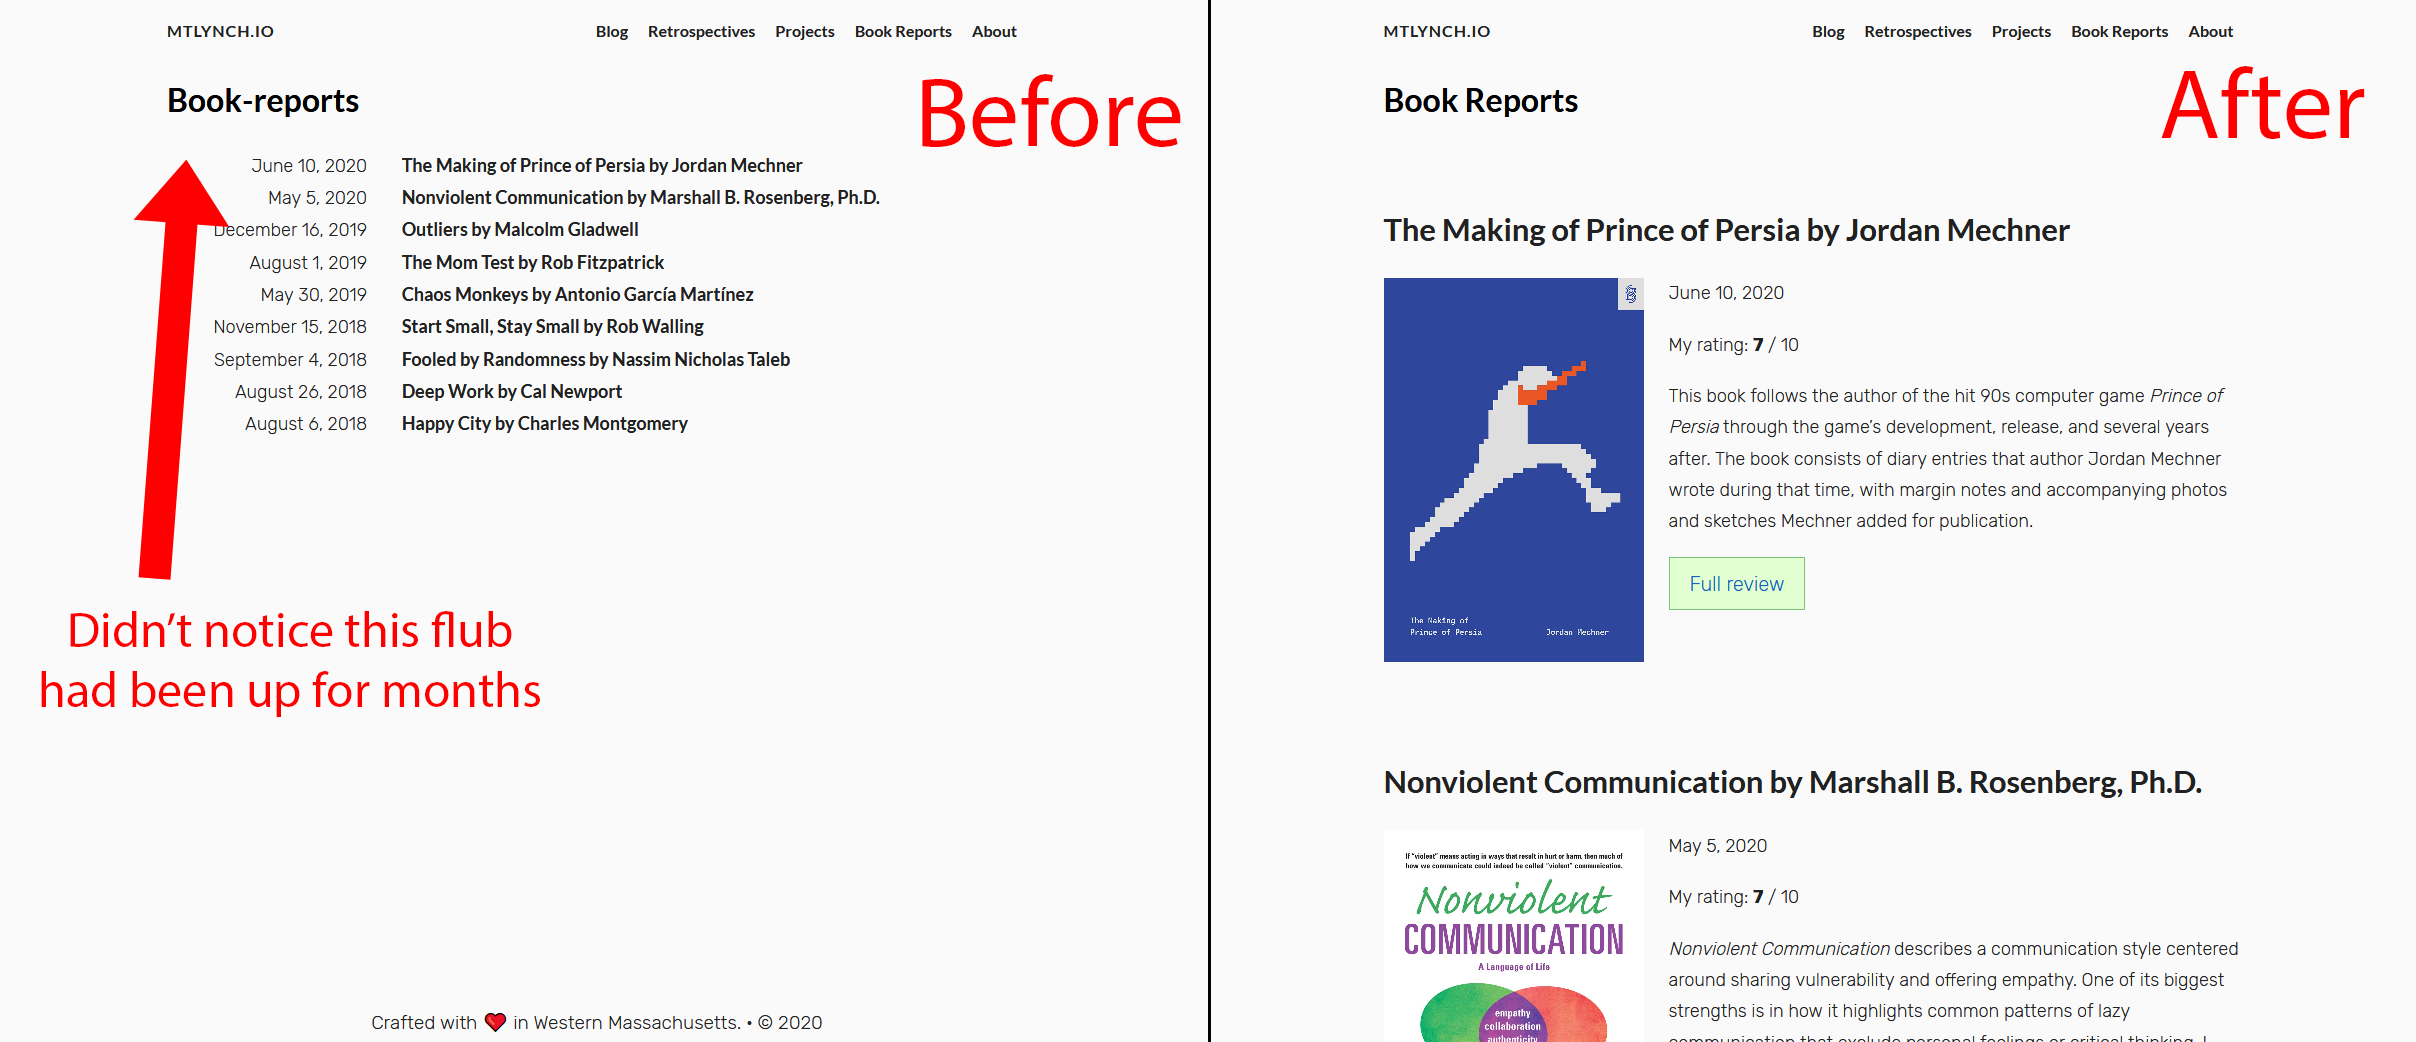 MTLYNCH.IO
Blog Retrospectives Projects Book Reports About
Before
Book-reports
June 10, 2020 The Making of Prince of Persia by Jordan Mechner
May 5, 2020 Nonviolent Communication by Marshall B. Rosenberg, Ph.D.
December 16, 2019 Outliers by Malcolm Gladwell
August 1, 2019 The Mom Test by Rob Fitzpatrick
May 30, 2019 Chaos Monkeys by Antonio García Martínez
November 15, 2018 Start Small, Stay Small by Rob Walling
September 4, 2018 Fooled by Randomness by Nassim Nicholas Taleb
August 26, 2018 Deep Work by Cal Newport
August 6, 2018 Happy City by Charles Montgomery
Didn't notice this flub
had been up for months
Crafted with ❤ in Western Massachusetts. • © 2020
MTLYNCH.IO
Blog Retrospectives Projects Book Reports About
After
Book Reports
The Making of Prince of Persia by Jordan Mechner
The Making of
Prince of Persia Jordan Mechner
June 10, 2020
My rating: 7 / 10
This book follows the author of the hit 90s computer game Prince of
Persia through the game's development, release, and several years
after. The book consists of diary entries that author Jordan Mechner
wrote during that time, with margin notes and accompanying photos
and sketches Mechner added for publication.
Full review
Nonviolent Communication by Marshall B. Rosenberg, Ph.D.
If "violent" means acting in ways that result in hurt or harm, then much of
how we communicate could indeed be called "violent" communication.
Nonviolent
COMMUNICATION
A Language of Life
empathy
collaboration
authenticity
May 5, 2020
My rating: 7 / 10
Nonviolent Communication describes a communication style centered
around sharing vulnerability and offering empathy. One of its biggest
strengths is in how it highlights common patterns of lazy
communication that exclude personal feelings or critical thinking. I